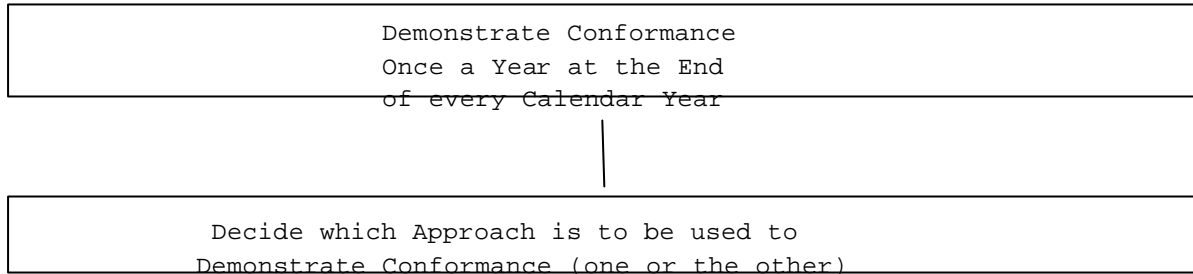 Demonstrate Conformance
Once a Year at the End
of every Calendar Year
Decide which Approach is to be used to
Demonstrate Conformance (one or the other)